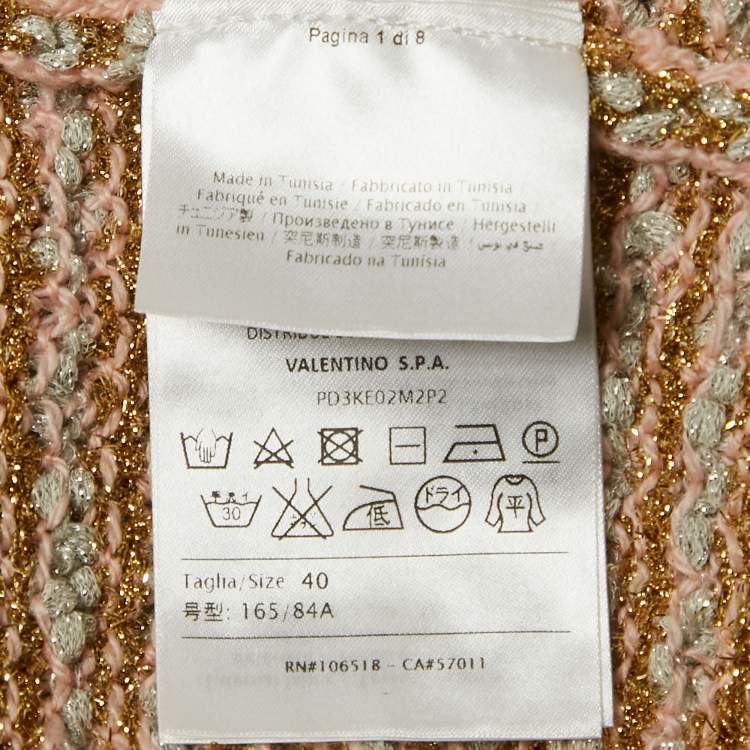 Pagina 1 di 8
Made in Tunisia / Fabbricato in Tunisia
Fabriqué en Tunisie / Fabricado en Tunisia /
チュニジア製 / Произведено в Тунисе / Hergestellt
in Tunesien / 突尼斯制造 / 突尼斯製造 / صنع في تونس /
Fabricado na Tunísia
VALENTINO S.P.A.
PD3KE02M2P2
P
30 低 ドライ 平
Taglia/Size 40
号型: 165/84A
RN#106518 - CA#57011